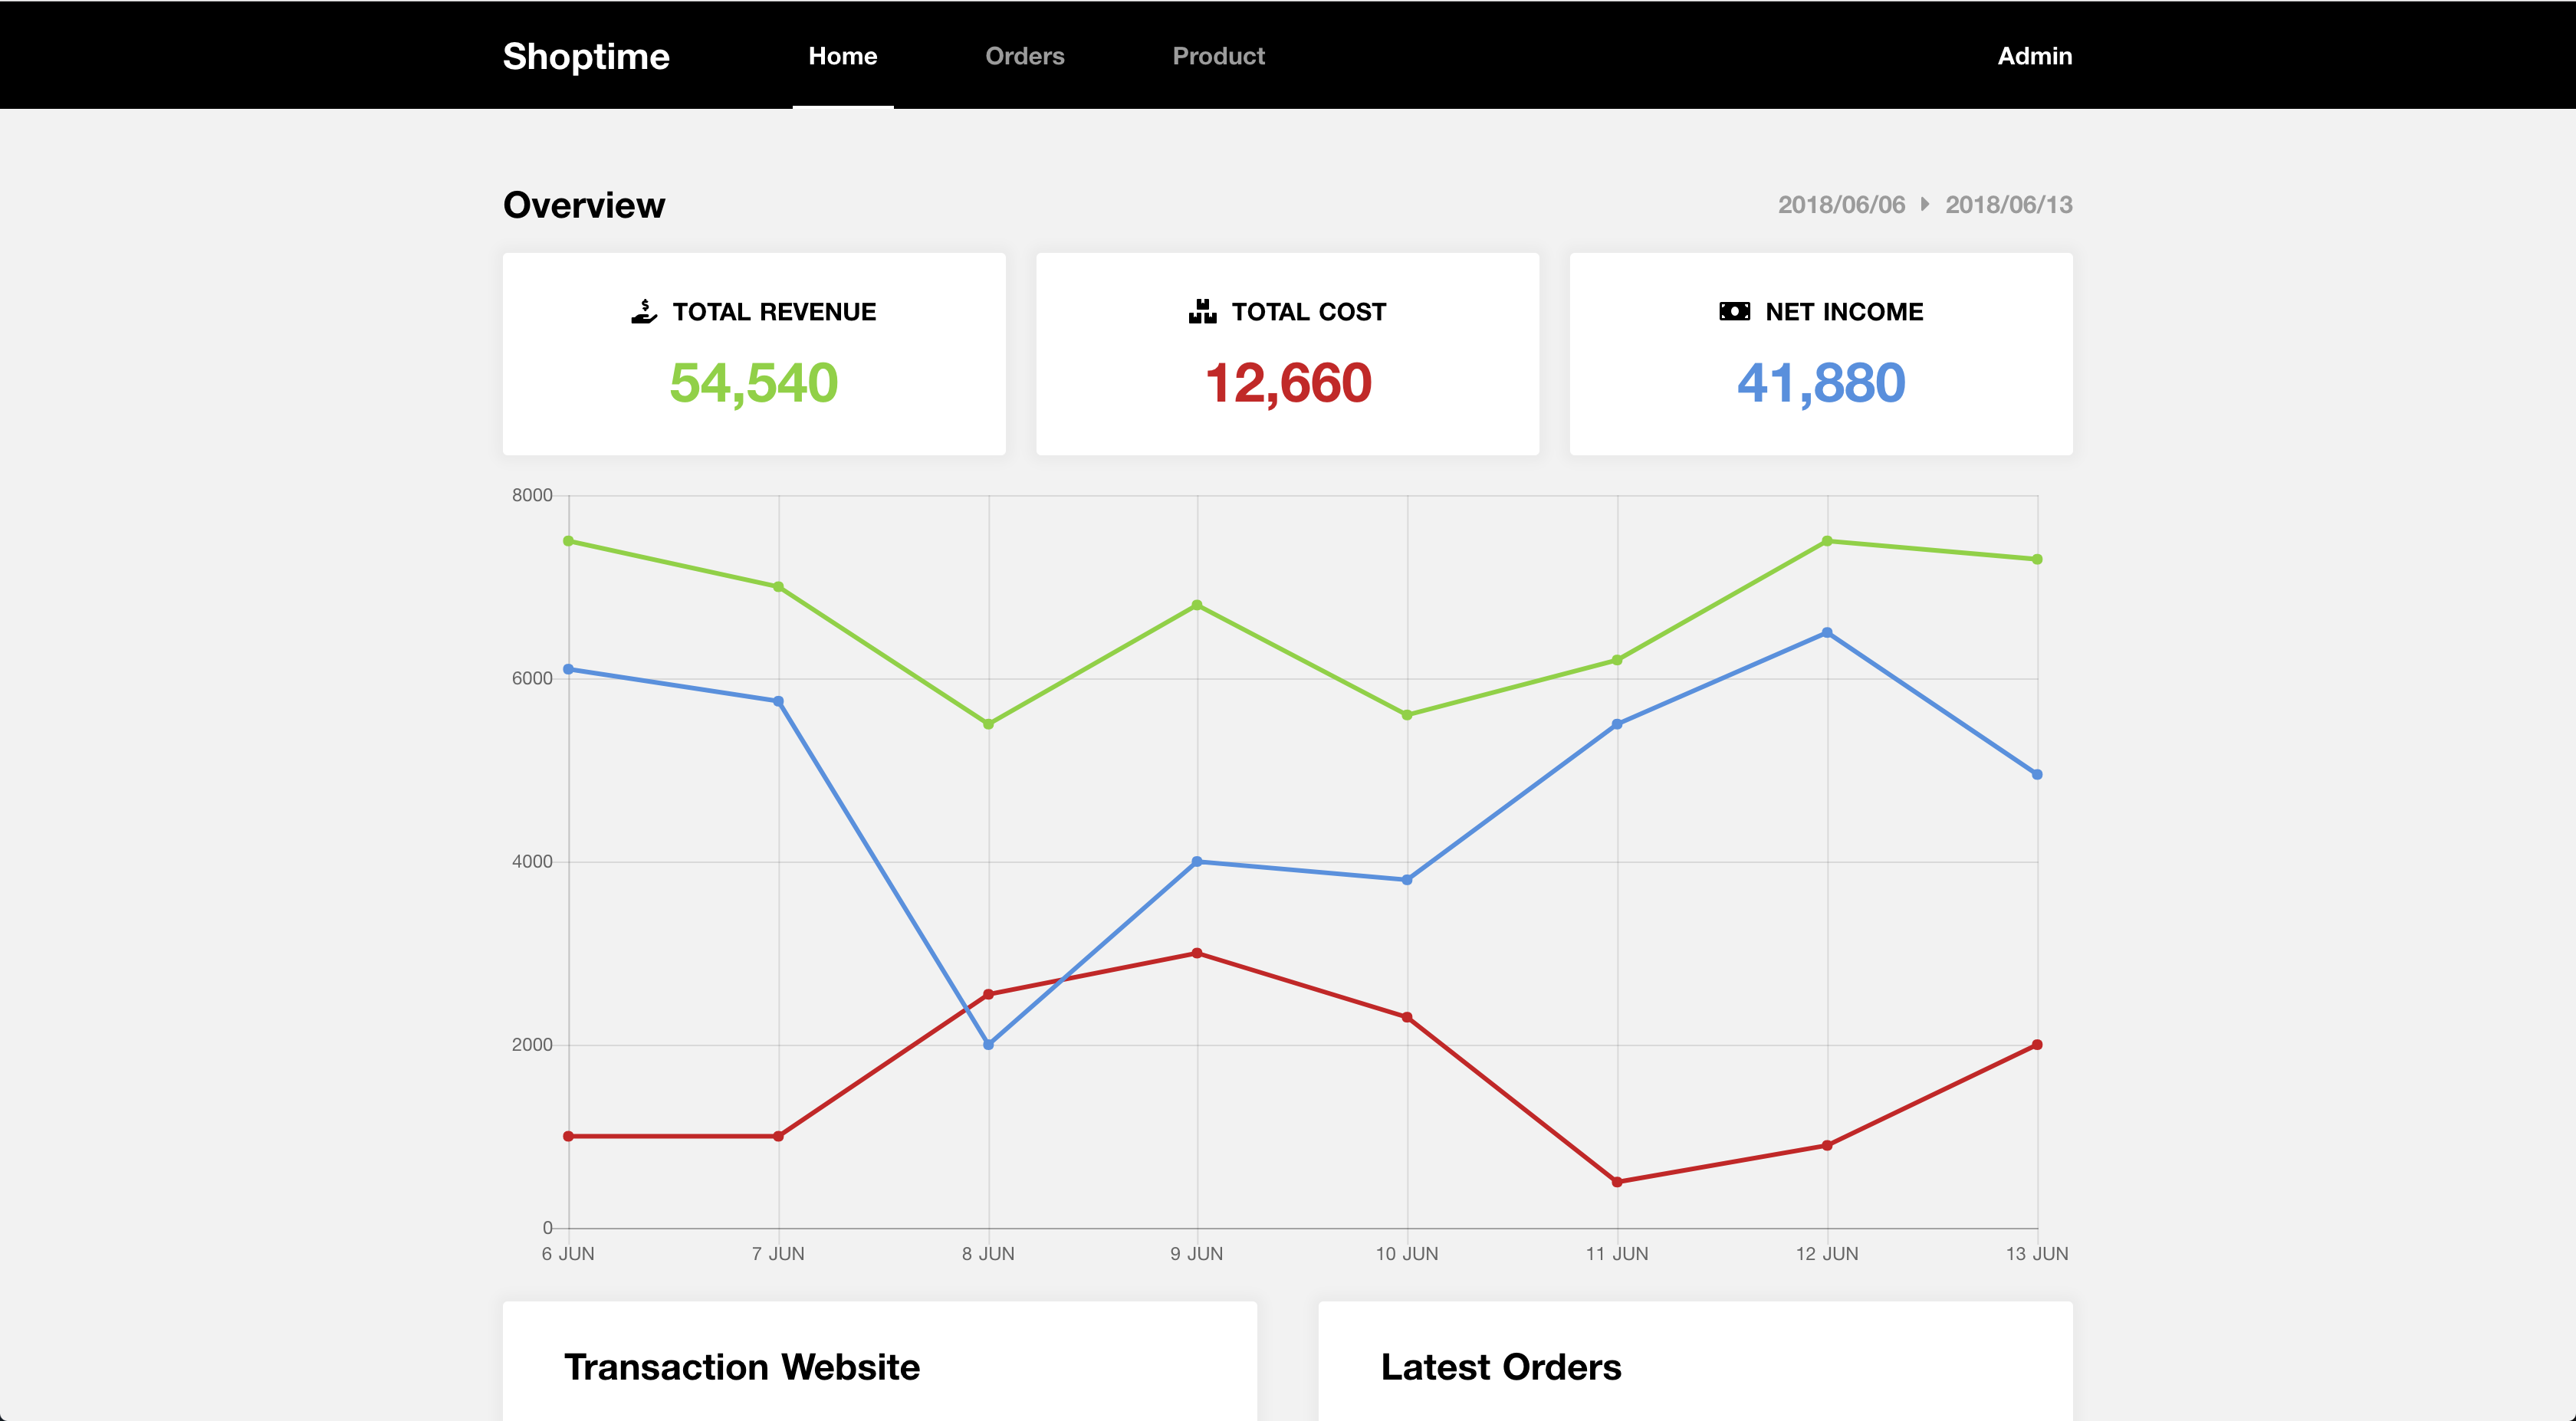 Shoptime Home Orders Product Admin
Overview 2018/06/06 2018/06/13
TOTAL REVENUE TOTAL COST NET INCOME
54,540 12,660 41,880
8000
6000
4000
2000
0
6 JUN 7 JUN 8 JUN 9 JUN 10 JUN 11 JUN 12 JUN 13 JUN
Transaction Website Latest Orders